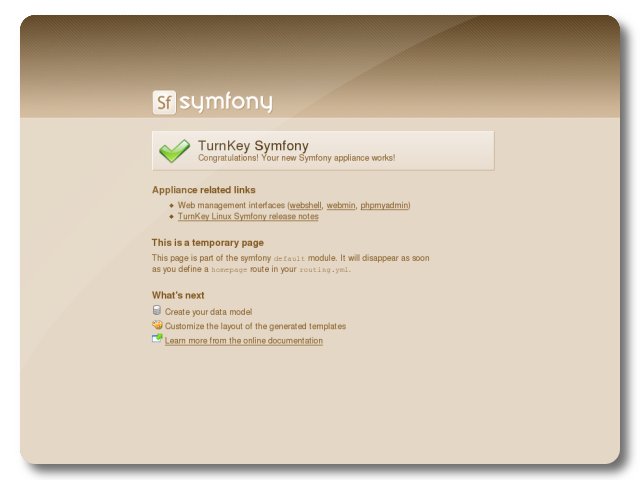 Sf symfony
TurnKey Symfony
Congratulations! Your new Symfony appliance works!
Appliance related links
Web management interfaces (webshell, webmin, phpmyadmin)
TurnKey Linux Symfony release notes
This is a temporary page
This page is part of the symfony default module. It will disappear as soon
as you define a homepage route in your routing.yml.
What's next
Create your data model
Customize the layout of the generated templates
Learn more from the online documentation